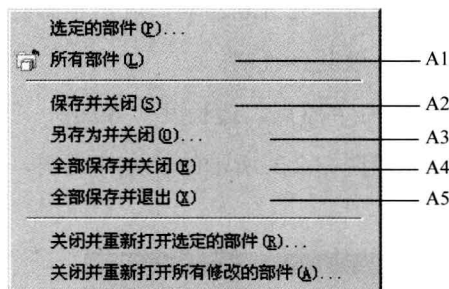 选定的部件(P)...
所有部件(L) A1
保存并关闭(S) A2
另存为并关闭(O)... A3
全部保存并关闭(E) A4
全部保存并退出(X) A5
关闭并重新打开选定的部件(R)...
关闭并重新打开所有修改的部件(A)...